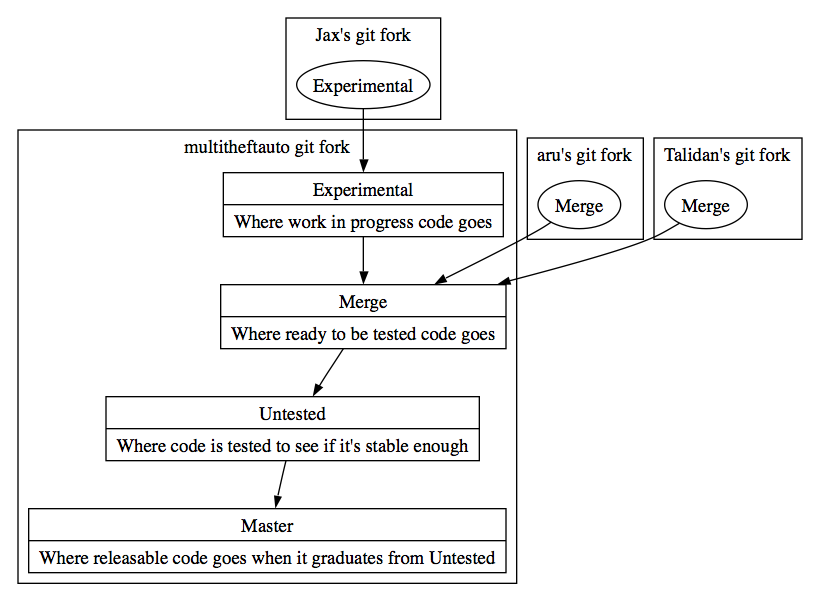 Jax's git fork
Experimental
multitheftauto git fork
aru's git fork
Talidan's git fork
Experimental
Where work in progress code goes
Merge
Merge
Merge
Where ready to be tested code goes
Untested
Where code is tested to see if it's stable enough
Master
Where releasable code goes when it graduates from Untested